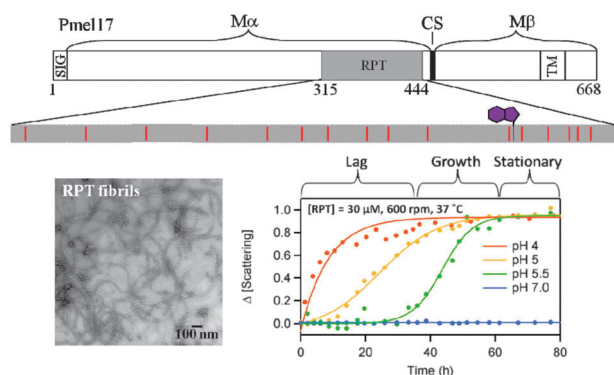 Pmel17 Mα CS Mβ
SIG RPT TM
1 315 444 668
RPT fibrils
100 nm
Lag Growth Stationary
[RPT] = 30 µM, 600 rpm, 37 °C
pH 4
pH 5
pH 5.5
pH 7.0
Δ [Scattering]
1.0
0.8
0.6
0.4
0.2
0.0
0 20 40 60 80
Time (h)